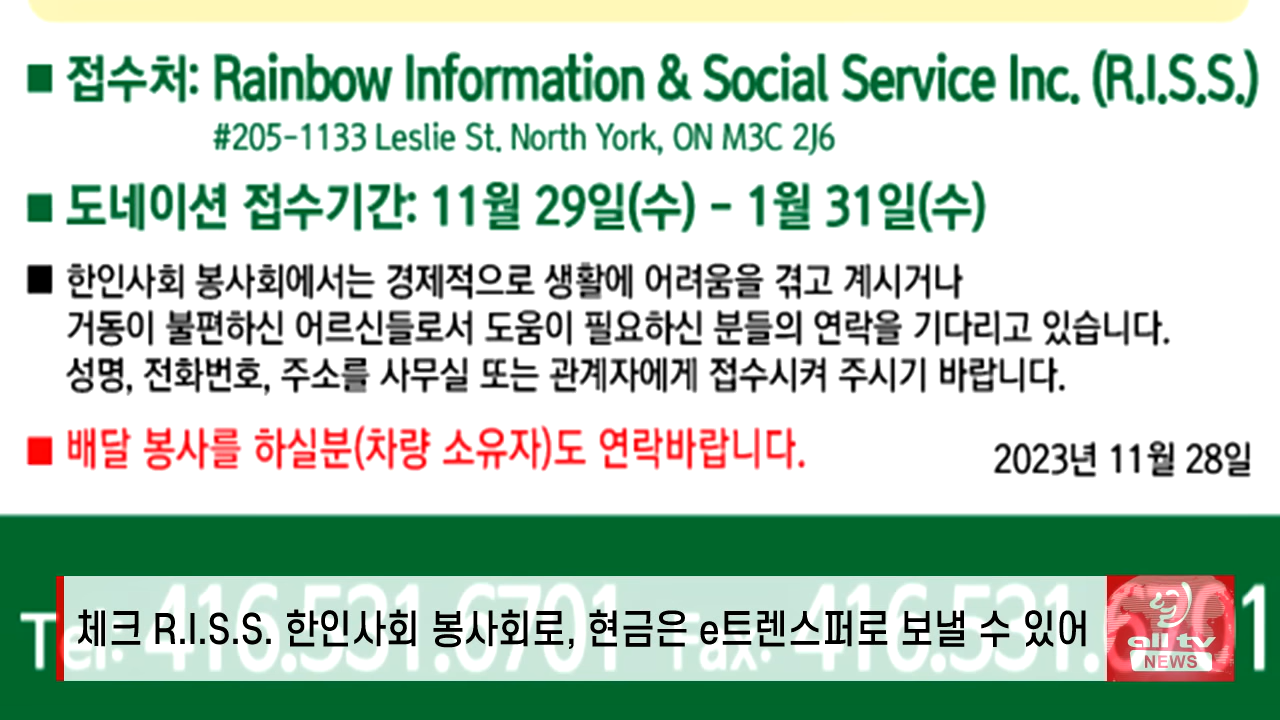 ■ 접수처: Rainbow Information & Social Service Inc. (R.I.S.S.)
#205-1133 Leslie St. North York, ON M3C 2J6
■ 도네이션 접수기간: 11월 29일(수) - 1월 31일(수)
■ 한인사회 봉사회에서는 경제적으로 생활에 어려움을 겪고 계시거나
거동이 불편하신 어르신들로서 도움이 필요하신 분들의 연락을 기다리고 있습니다.
성명, 전화번호, 주소를 사무실 또는 관계자에게 접수시켜 주시기 바랍니다.
■ 배달 봉사를 하실분(차량 소유자)도 연락바랍니다.
2023년 11월 28일
Tel: 416.531.6701 Fax: 416.531.
체크 R.I.S.S. 한인사회 봉사회로, 현금은 e트렌스퍼로 보낼 수 있어
all tv
NEWS